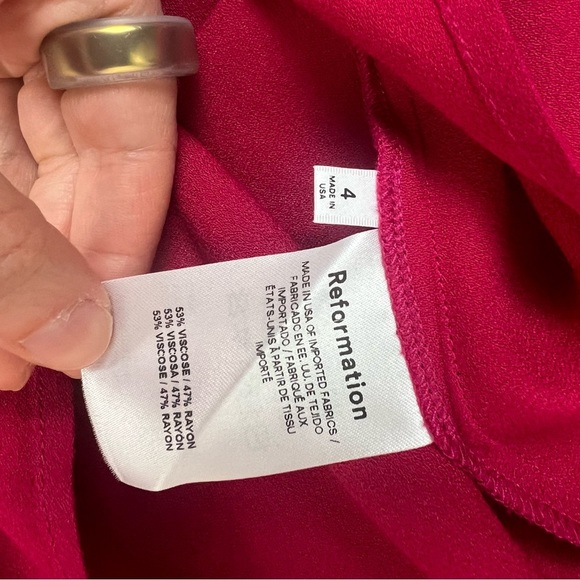 4
MADE IN
USA
Reformation
MADE IN USA OF IMPORTED FABRICS /
FABRICADO EN EE. UU. DE TEJIDO
IMPORTADO / FABRIQUÉ AUX
ÉTATS-UNIS À PARTIR DE TISSU
IMPORTÉ
53% VISCOSE / 47% RAYON
53% VISCOSA / 47% RAYÓN
53% VISCOSE / 47% RAYON